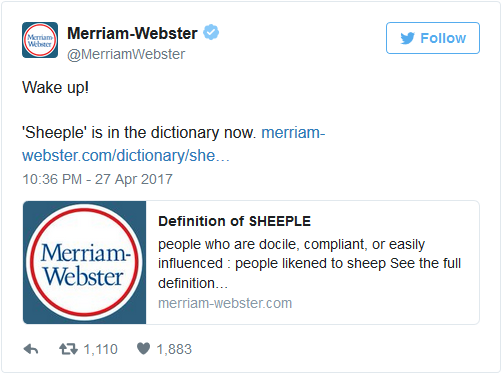 Merriam-Webster
@MerriamWebster
Follow
Wake up!
'Sheeple' is in the dictionary now. merriam-
webster.com/dictionary/she…
10:36 PM - 27 Apr 2017
Merriam-
Webster
Definition of SHEEPLE
people who are docile, compliant, or easily
influenced : people likened to sheep See the full
definition…
merriam-webster.com
1,110
1,883